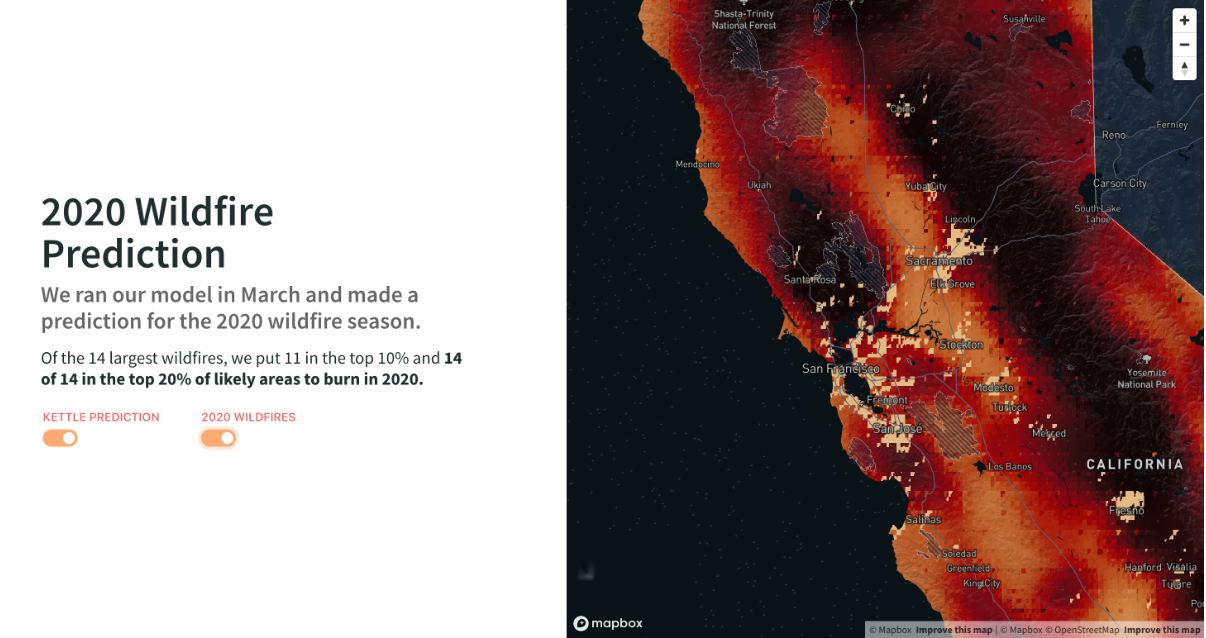 2020 Wildfire
Prediction
We ran our model in March and made a
prediction for the 2020 wildfire season.
Of the 14 largest wildfires, we put 11 in the top 10% and 14
of 14 in the top 20% of likely areas to burn in 2020.
KETTLE PREDICTION
2020 WILDFIRES
Shasta-Trinity
National Forest
Susanville
Chico
Reno
Fernley
Mendocino
Ukiah
Yuba City
Carson City
South Lake
Tahoe
Lincoln
Sacramento
Santa Rosa
Elk Grove
Stockton
San Francisco
Yosemite
National Park
Modesto
Fremont
Turlock
San Jose
Merced
Los Banos
CALIFORNIA
Fresno
Salinas
Soledad
Greenfield
King City
Hanford
Visalia
Tulare
Po
mapbox
© Mapbox Improve this map | © Mapbox © OpenStreetMap Improve this map